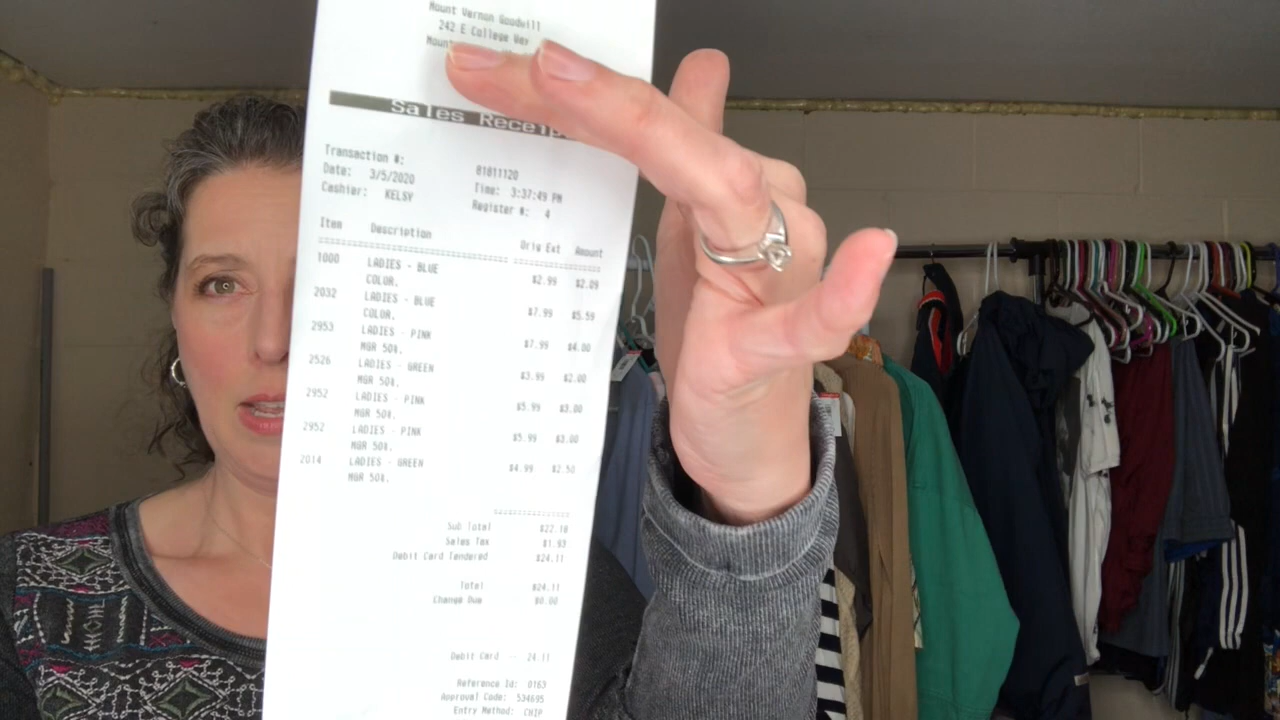 Mount Vernon Goodwill
242 E College Way
Mount
Sales Receip
Transaction #: 81011120
Date: 3/5/2020 Time: 3:37:49 PM
Cashier: KELSY Register #: 4
Item Description Orig Ext Amount
1000 LADIES - BLUE $2.99 $2.09
COLOR.
2032 LADIES - BLUE $7.99 $5.59
COLOR.
2953 LADIES - PINK $7.99 $4.00
MGR 50%.
2526 LADIES - GREEN $3.99 $2.00
MGR 50%.
2952 LADIES - PINK $5.99 $3.00
MGR 50%.
2952 LADIES - PINK $5.99 $3.00
MGR 50%.
2014 LADIES - GREEN $4.99 $2.50
MGR 50%.
Sub Total $22.18
Sales Tax $1.93
Debit Card Tendered $24.11
Total $24.11
Change Due $0.00
Debit Card -- 24.11
Reference Id: 0163
Approval Code: 534695
Entry Method: CHIP